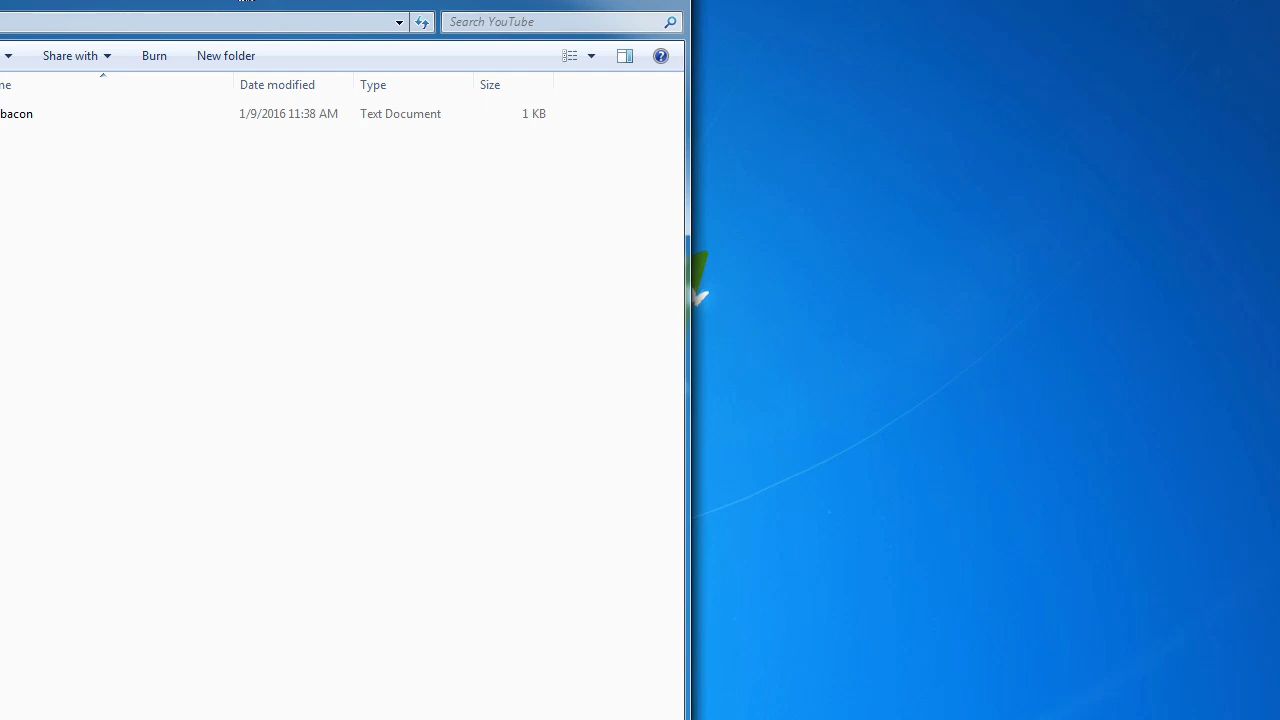 Search YouTube
Share with Burn New folder
ne Date modified Type Size
bacon 1/9/2016 11:38 AM Text Document 1 KB